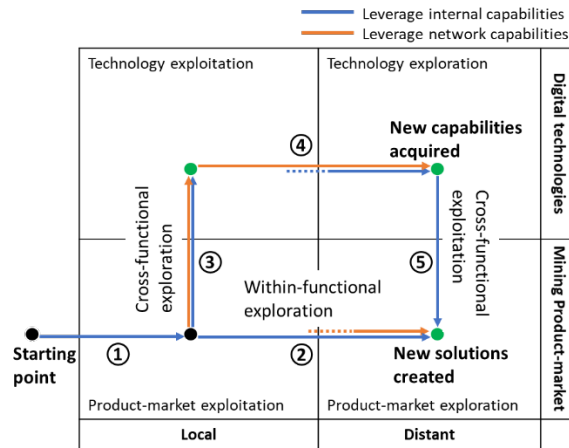 Leverage internal capabilities
Leverage network capabilities
Technology exploitation
Technology exploration
Digital technologies
④
New capabilities
acquired
Cross-functional
exploration
③
⑤
Cross-functional
exploitation
Within-functional
exploration
Mining Product-market
Starting
point
①
②
New solutions
created
Product-market exploitation
Product-market exploration
Local
Distant